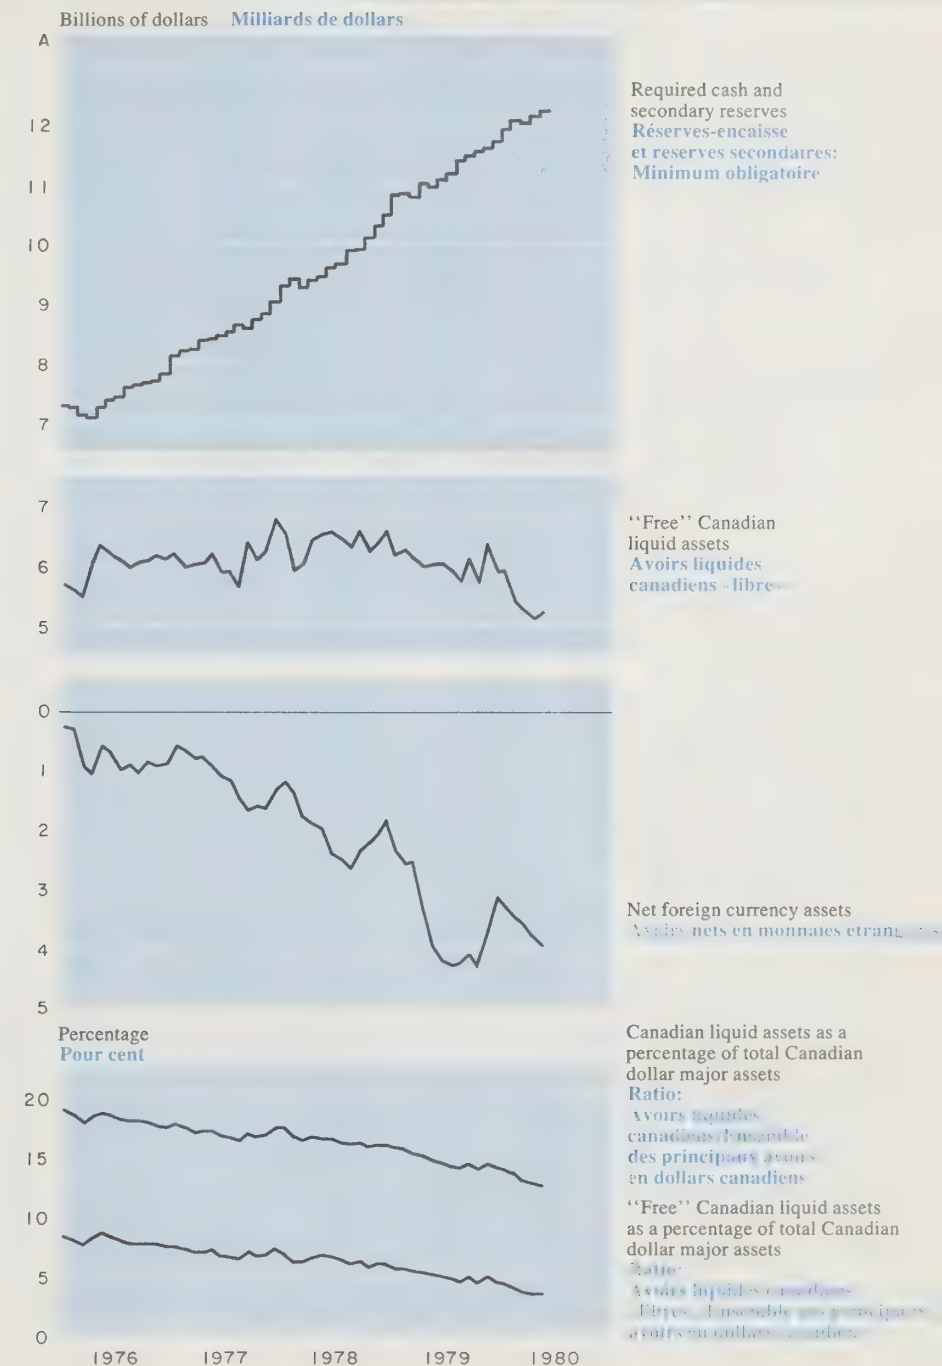 Billions of dollars Milliards de dollars
A
12
11
10
9
8
7
Required cash and
secondary reserves
Réserves-encaisse
et reserves secondaires:
Minimum obligatoire
7
6
5
"Free" Canadian
liquid assets
Avoirs liquides
canadiens - libre-
0
1
2
3
4
5
Net foreign currency assets
nets en monnaies
Percentage
Pour cent
20
15
10
5
0
Canadian liquid assets as a
percentage of total Canadian
dollar major assets
Ratio:
canadiens
des principaux
en dollars canadiens
"Free" Canadian liquid assets
as a percentage of total Canadian
dollar major assets
1976 1977 1978 1979 1980